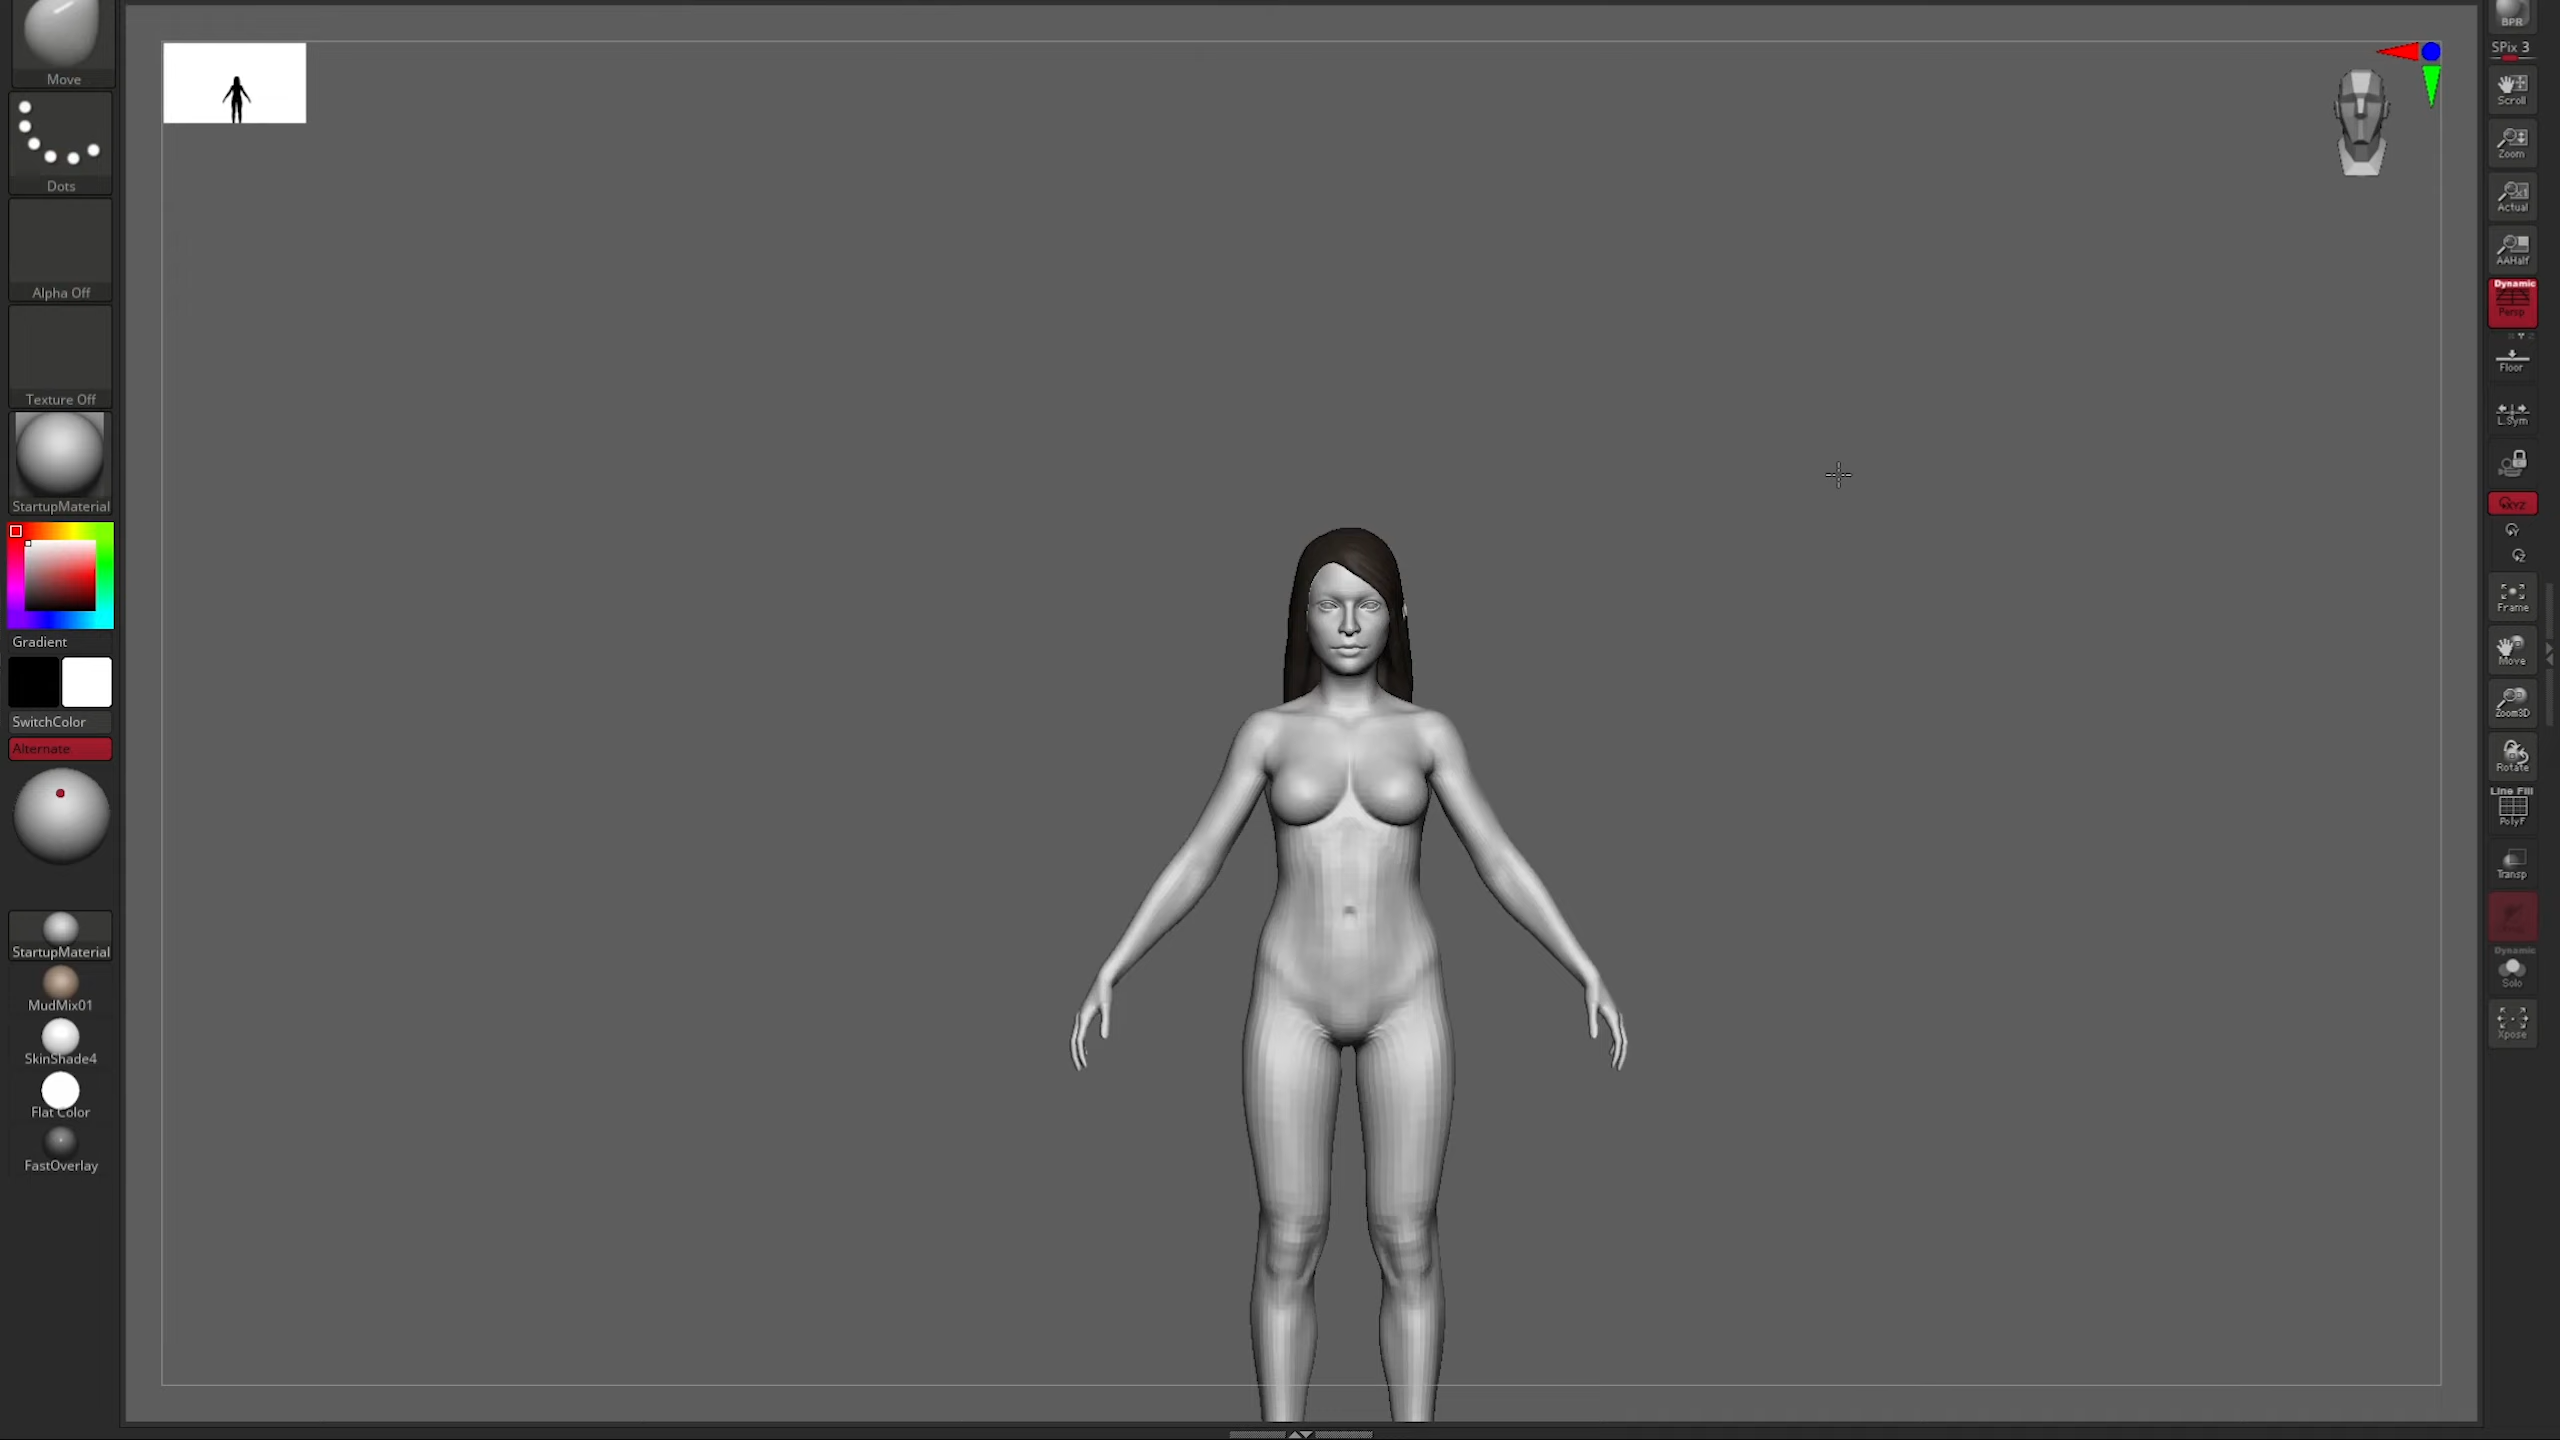 Move
Dots
Alpha Off
Texture Off
StartupMaterial
Gradient
SwitchColor
Alternate
StartupMaterial
MudMix01
SkinShade4
Flat Color
FastOverlay
BPR
SPix 3
Scroll
Zoom
Actual
AAHalf
Dynamic
Persp
Floor
L.Sym
XYZ
Frame
Move
Zoom3D
Rotate
Line Fill
PolyF
Transp
Dynamic
Solo
Xpose